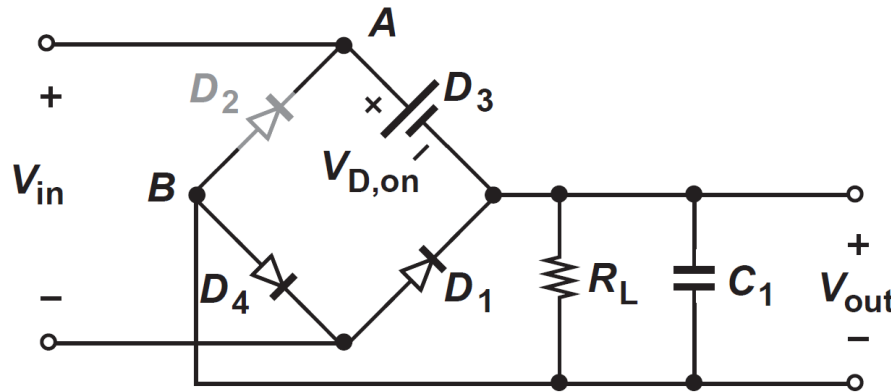 A
D2
D3
+
+
Vin
B
VD,on
−
−
D4
D1
RL
C1
+
Vout
−